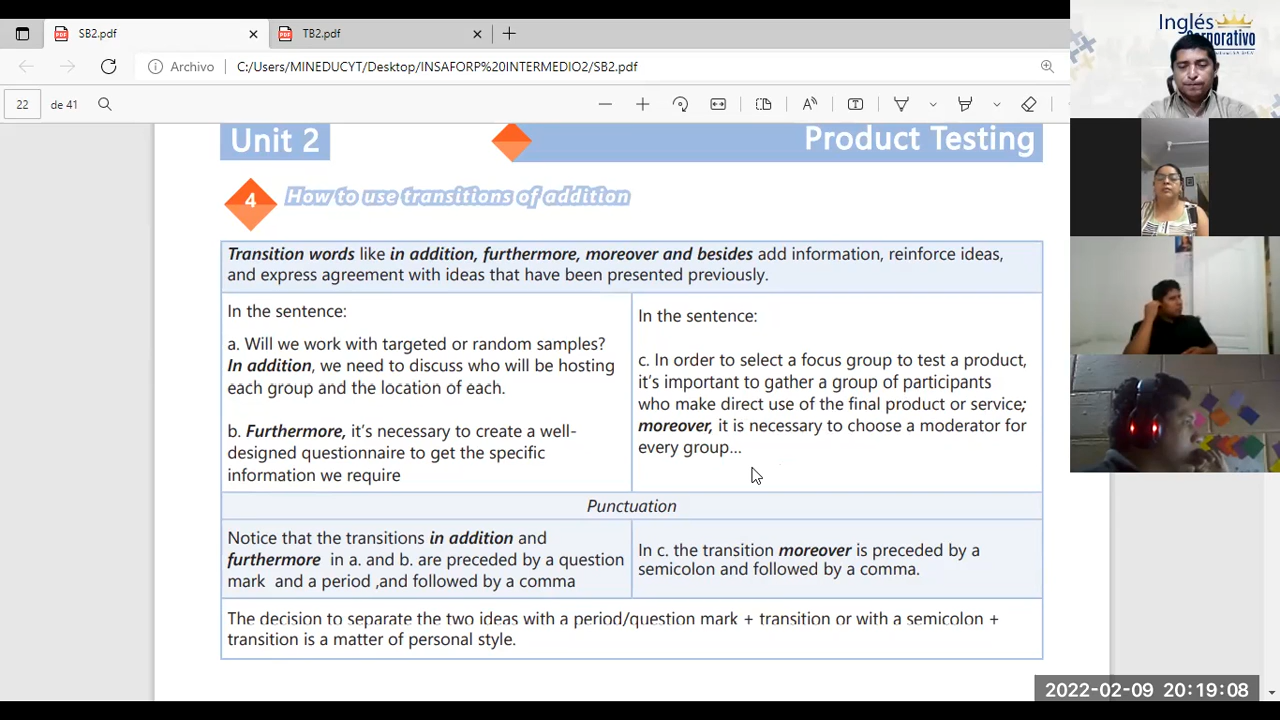 SB2.pdf
TB2.pdf
Archivo
C:/Users/MINEDUCYT/Desktop/INSAFORP%20INTERMEDIO2/SB2.pdf
22
de 41
Inglés
Corporativo
Unit 2
Product Testing
4
How to use transitions of addition
Transition words like in addition, furthermore, moreover and besides add information, reinforce ideas,
and express agreement with ideas that have been presented previously.
In the sentence:
a. Will we work with targeted or random samples?
In addition, we need to discuss who will be hosting
each group and the location of each.
b. Furthermore, it's necessary to create a well-
designed questionnaire to get the specific
information we require
In the sentence:
c. In order to select a focus group to test a product,
it's important to gather a group of participants
who make direct use of the final product or service;
moreover, it is necessary to choose a moderator for
every group...
Punctuation
Notice that the transitions in addition and
furthermore in a. and b. are preceded by a question
mark and a period ,and followed by a comma
In c. the transition moreover is preceded by a
semicolon and followed by a comma.
The decision to separate the two ideas with a period/question mark + transition or with a semicolon +
transition is a matter of personal style.
2022-02-09 20:19:08